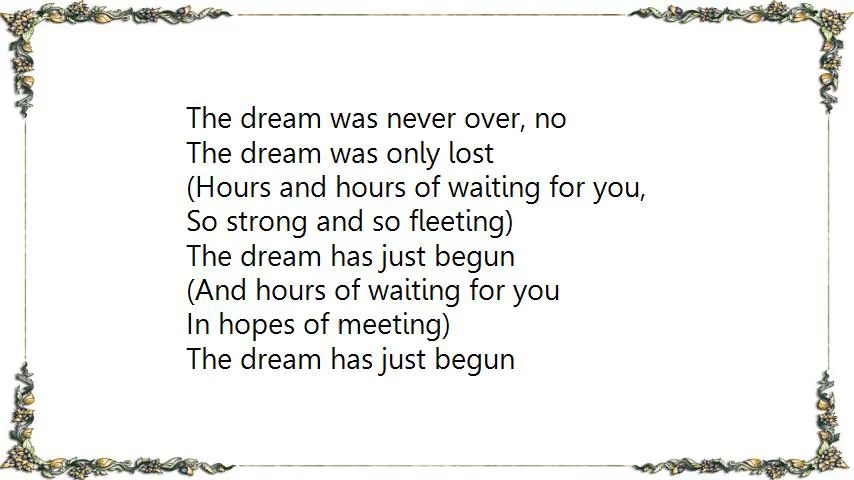 The dream was never over, no
The dream was only lost
(Hours and hours of waiting for you,
So strong and so fleeting)
The dream has just begun
(And hours of waiting for you
In hopes of meeting)
The dream has just begun